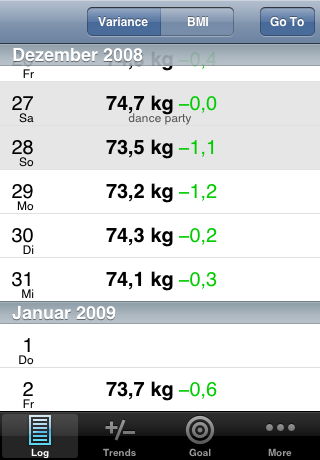 Variance BMI Go To
Dezember 2008
Fr −0,4
27 74,7 kg −0,0
Sa dance party
28 73,5 kg −1,1
So
29 73,2 kg −1,2
Mo
30 74,3 kg −0,2
Di
31 74,1 kg −0,3
Mi
Januar 2009
1
Do
2 73,7 kg −0,6
Fr
Log Trends Goal More